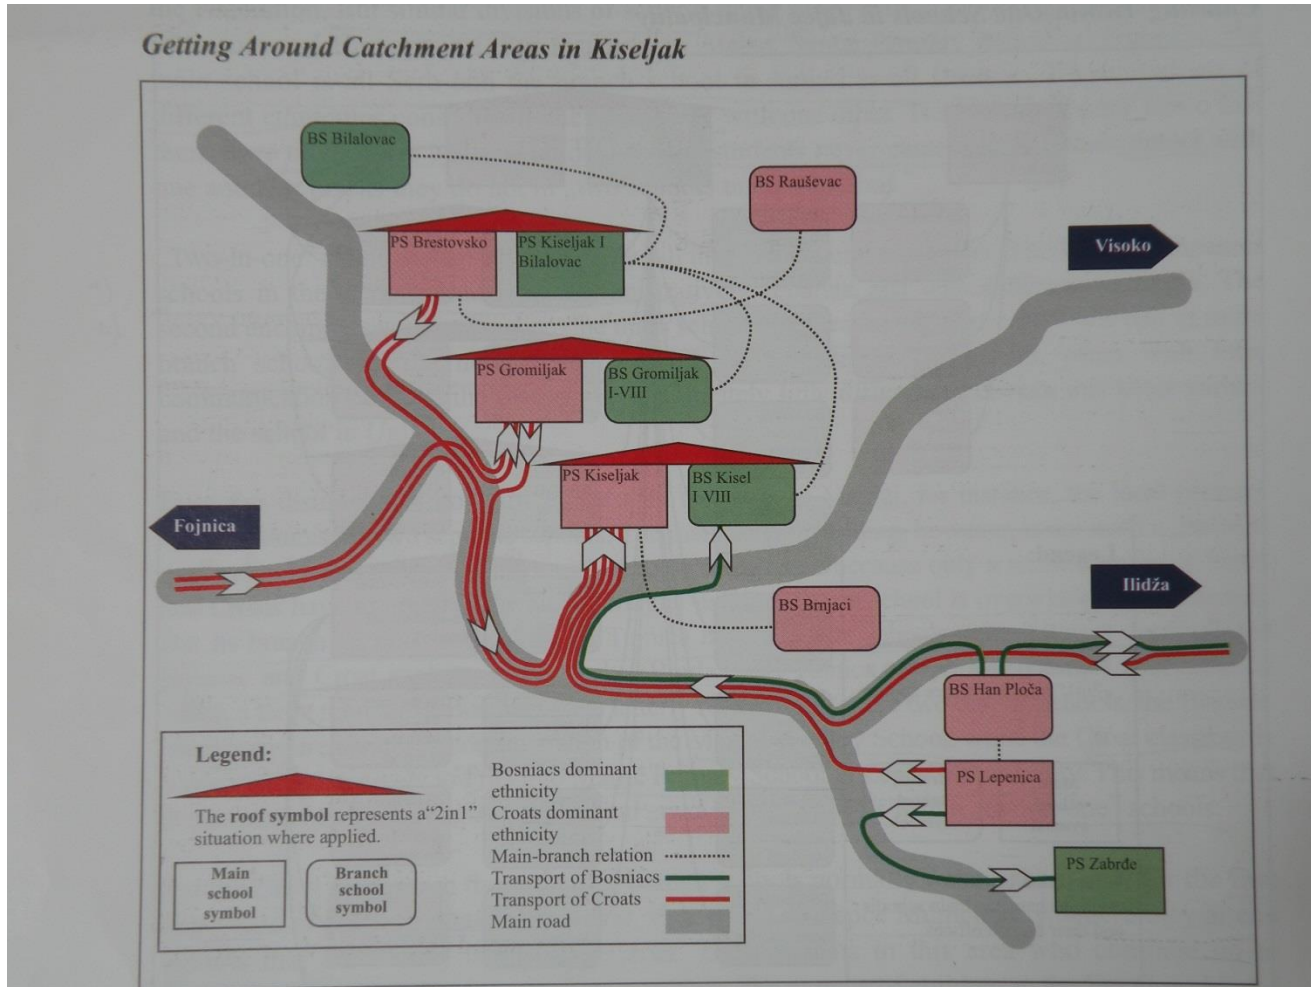 Getting Around Catchment Areas in Kiseljak
BS Bilalovac
BS Rauševac
PS Brestovsko
PS Kiseljak I
Bilalovac
Visoko
PS Gromiljak
BS Gromiljak
I-VIII
PS Kiseljak
BS Kisel
I VIII
Fojnica
Ilidža
BS Brnjaci
BS Han Ploča
PS Lepenica
PS Zabrđe
Legend:
The roof symbol represents a“2in1”
situation where applied.
Main
school
symbol
Branch
school
symbol
Bosniacs dominant
ethnicity
Croats dominant
ethnicity
Main-branch relation
Transport of Bosniacs
Transport of Croats
Main road